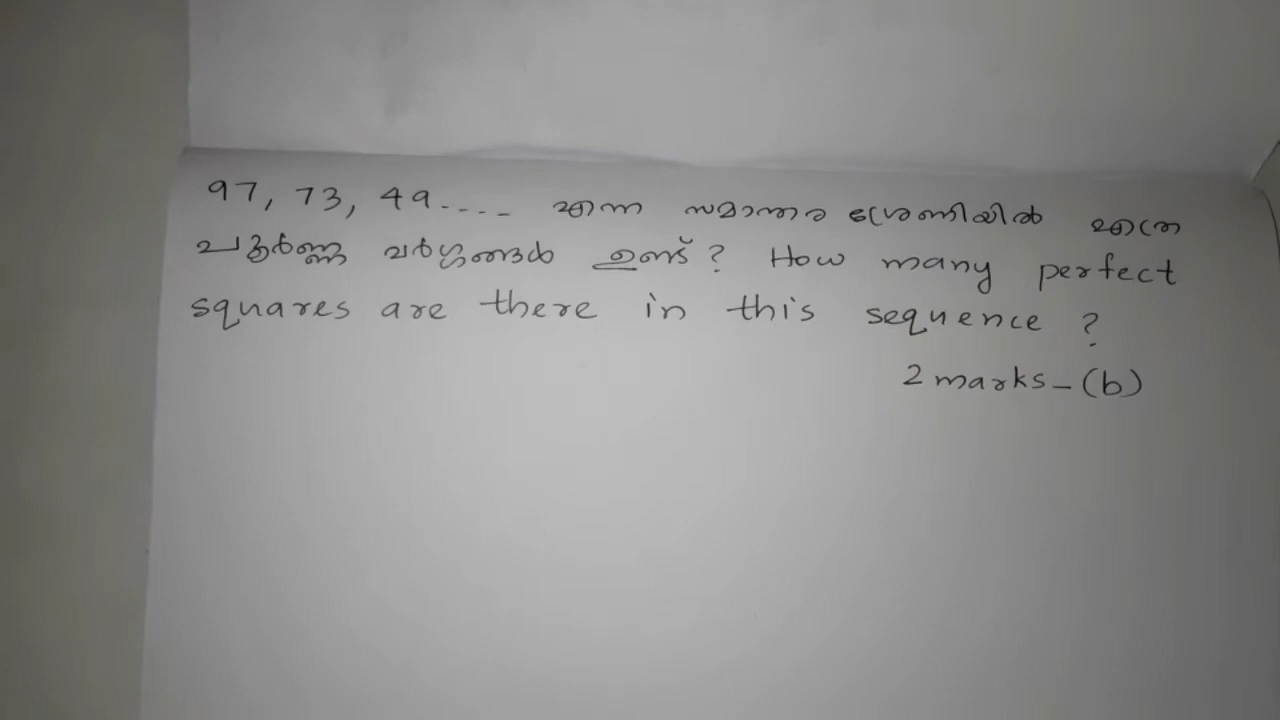 97, 73, 49.... എന്ന സമാന്തര ശ്രേണിയിൽ എത്ര
പൂർണ്ണ വർഗ്ഗങ്ങൾ ഉണ്ട്? How many perfect
squares are there in this sequence ?
2 marks - (b)